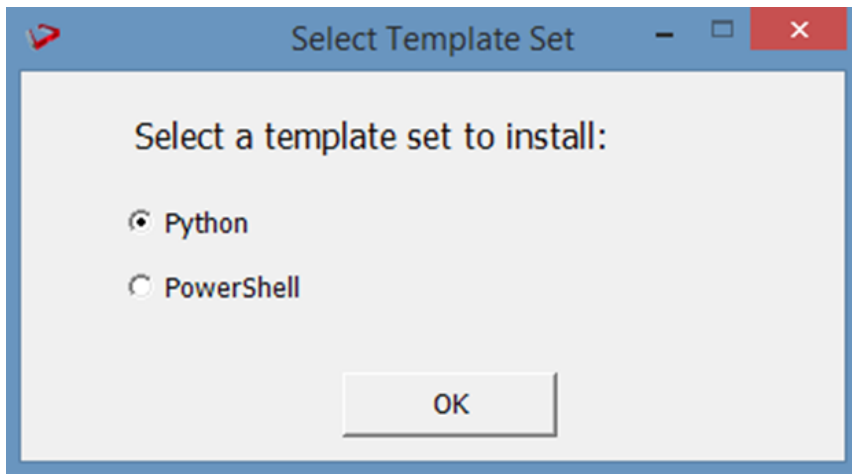 Select Template Set
Select a template set to install:
Python
PowerShell
OK